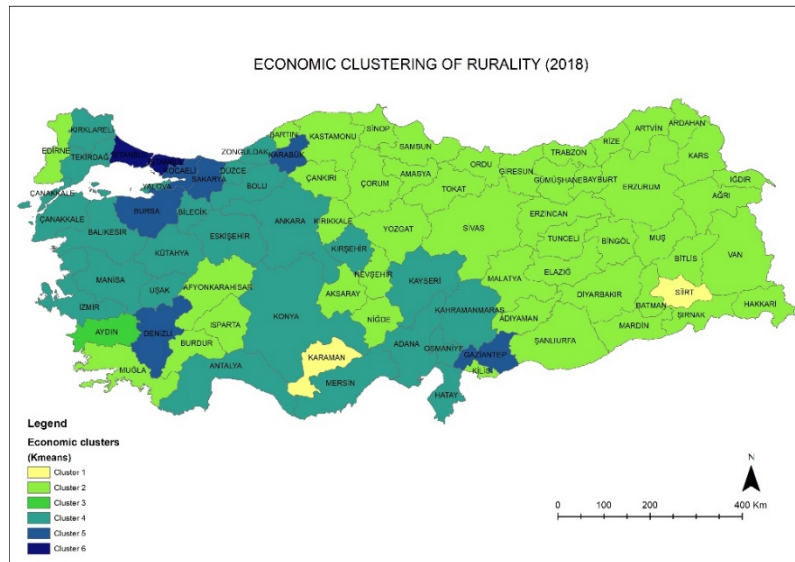 ECONOMIC CLUSTERING OF RURALITY (2018)
KIRKLARELİ
EDİRNE
TEKİRDAĞ
KOCAELİ
SAKARYA
YALOVA
DÜZCE
ZONGULDAK
BARTIN
KARABÜK
KASTAMONU
SİNOP
SAMSUN
ORDU
GİRESUN
TRABZON
RİZE
ARTVİN
ARDAHAN
KARS
IĞDIR
AĞRI
ERZURUM
BAYBURT
GÜMÜŞHANE
TOKAT
AMASYA
ÇORUM
ÇANKIRI
BOLU
BİLECİK
BURSA
ÇANAKKALE
ÇANAKKALE
BALIKESİR
KÜTAHYA
ESKİŞEHİR
ANKARA
KIRIKKALE
KIRŞEHİR
YOZGAT
SİVAS
ERZİNCAN
TUNCELİ
BİNGÖL
MUŞ
BİTLİS
VAN
HAKKARİ
ŞIRNAK
SİİRT
BATMAN
MARDİN
DİYARBAKIR
ELAZIĞ
MALATYA
ADIYAMAN
ŞANLIURFA
GAZİANTEP
KİLİS
KAHRAMANMARAŞ
OSMANİYE
HATAY
ADANA
KAYSERİ
NEVŞEHİR
NİĞDE
AKSARAY
KONYA
KARAMAN
MERSİN
ANTALYA
ISPARTA
BURDUR
AFYONKARAHİSAR
UŞAK
DENİZLİ
MANİSA
İZMİR
AYDIN
MUĞLA
Legend
Economic clusters
(Kmeans)
Cluster 1
Cluster 2
Cluster 3
Cluster 4
Cluster 5
Cluster 6
N
0 100 200 400 Km